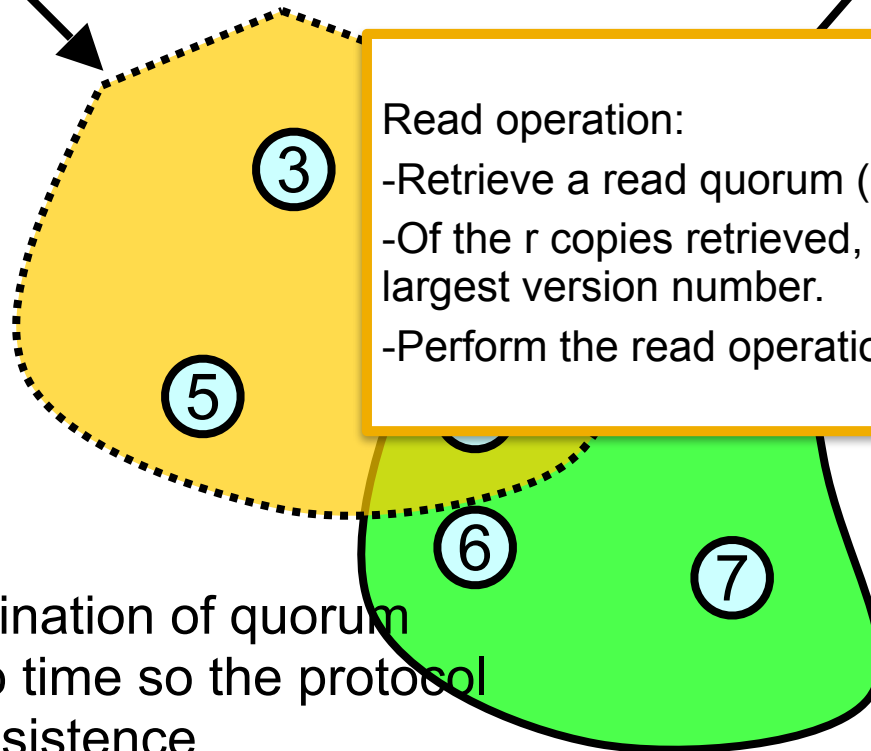 3
Read operation:
-Retrieve a read quorum (
-Of the r copies retrieved,
largest version number.
-Perform the read operatio
5
6
7
ination of quorum
time so the protocol
sistence